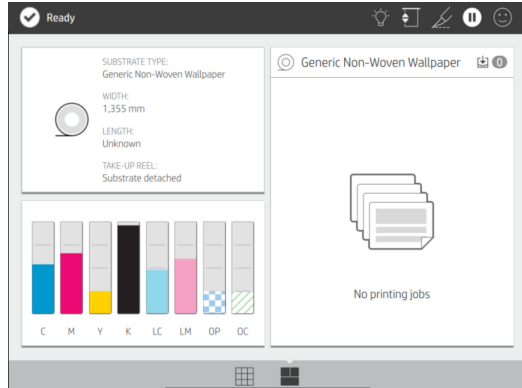 Ready
SUBSTRATE TYPE:
Generic Non-Woven Wallpaper
WIDTH:
1,355 mm
LENGTH:
Unknown
TAKE-UP REEL:
Substrate detached
Generic Non-Woven Wallpaper 0
No printing jobs
C M Y K LC LM OP OC